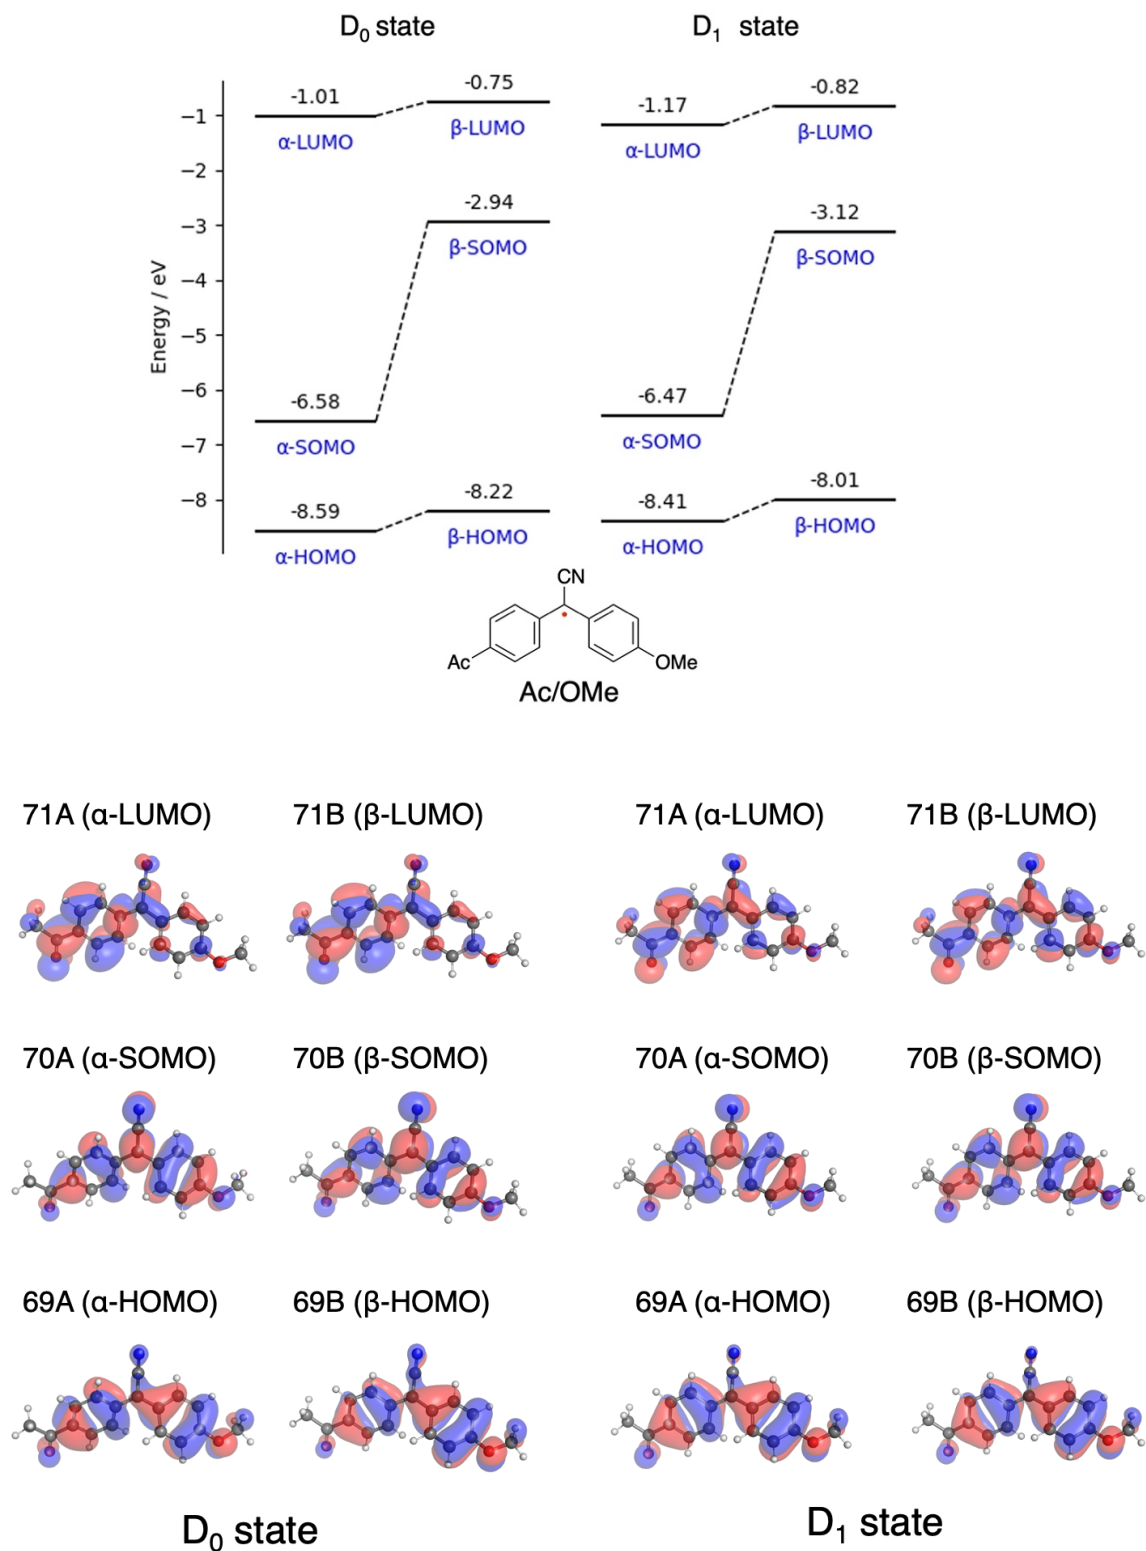 D₀ state D₁ state
-1.01 -0.75 -1.17 -0.82
α-LUMO β-LUMO α-LUMO β-LUMO
-2.94 -3.12
β-SOMO β-SOMO
-6.58 -6.47
α-SOMO α-SOMO
-8.59 -8.22 -8.41 -8.01
α-HOMO β-HOMO α-HOMO β-HOMO
Energy / eV
−1
−2
−3
−4
−5
−6
−7
−8
CN
Ac OMe
Ac/OMe
71A (α-LUMO) 71B (β-LUMO) 71A (α-LUMO) 71B (β-LUMO)
70A (α-SOMO) 70B (β-SOMO) 70A (α-SOMO) 70B (β-SOMO)
69A (α-HOMO) 69B (β-HOMO) 69A (α-HOMO) 69B (β-HOMO)
D₀ state D₁ state